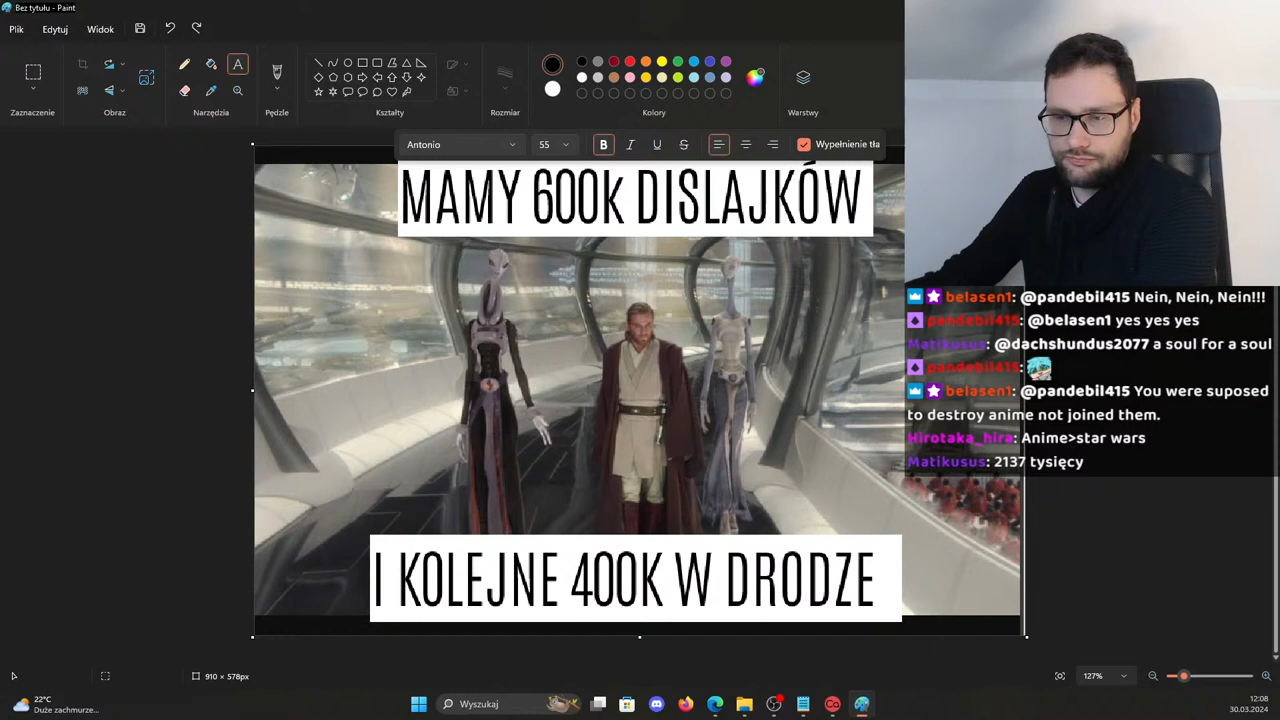 Bez tytułu - Paint
Plik Edytuj Widok
Zaznaczenie Obraz Narzędzia Pędzle Kształty Rozmiar Kolory Warstwy
Antonio 55 B I U S Wypełnienie tła
MAMY 600k DISLAJKÓW
I KOLEJNE 400K W DRODZE
belasen1: @pandebil415 Nein, Nein, Nein!!!
pandebil415: @belasen1 yes yes yes
Matikusus: @dachshundus2077 a soul for a soul
pandebil415:
belasen1: @pandebil415 You were suposed
to destroy anime not joined them.
Hirotaka_hira: Anime>star wars
Matikusus: 2137 tysięcy
910 × 578px
127%
22°C
Duże zachmurze...
Wyszukaj
12:08
30.03.2024